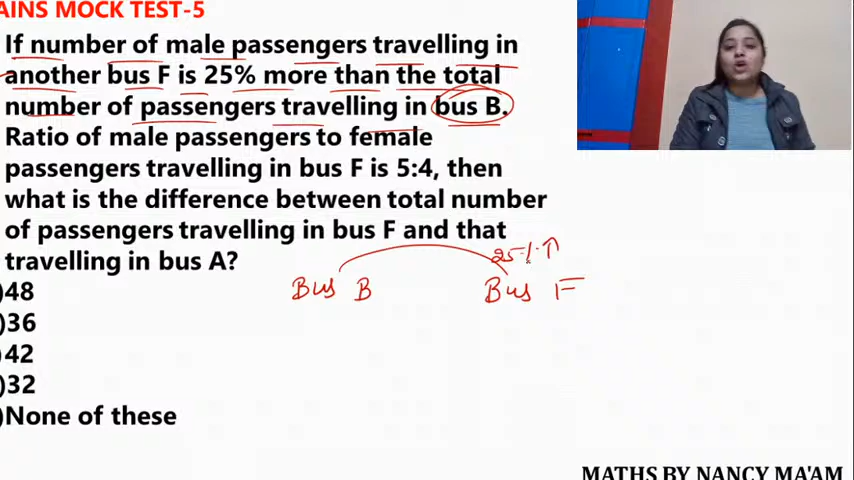 AINS MOCK TEST-5
If number of male passengers travelling in
another bus F is 25% more than the total
number of passengers travelling in bus B.
Ratio of male passengers to female
passengers travelling in bus F is 5:4, then
what is the difference between total number
of passengers travelling in bus F and that
travelling in bus A?
25% ↑
Bus B Bus F
)48
)36
)42
)32
)None of these
MATHS BY NANCY MA'AM